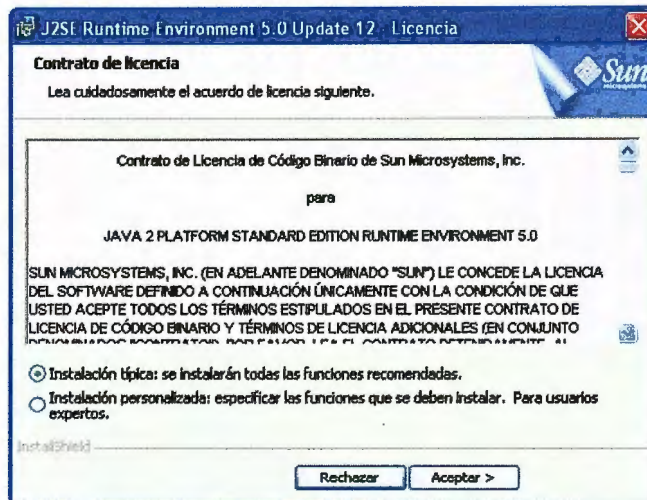 J2SE Runtime Environment 5.0 Update 12 - Licencia
Contrato de licencia
Lea cuidadosamente el acuerdo de licencia siguiente.
Sun
microsystems
Contrato de Licencia de Código Binario de Sun Microsystems, Inc.
para
JAVA 2 PLATFORM STANDARD EDITION RUNTIME ENVIRONMENT 5.0
SUN MICROSYSTEMS, INC. (EN ADELANTE DENOMINADO "SUN") LE CONCEDE LA LICENCIA
DEL SOFTWARE DEFINIDO A CONTINUACIÓN ÚNICAMENTE CON LA CONDICIÓN DE QUE
USTED ACEPTE TODOS LOS TÉRMINOS ESTIPULADOS EN EL PRESENTE CONTRATO DE
LICENCIA DE CÓDIGO BINARIO Y TÉRMINOS DE LICENCIA ADICIONALES (EN CONJUNTO
Instalación típica: se instalarán todas las funciones recomendadas.
Instalación personalizada: especificar las funciones que se deben instalar. Para usuarios
expertos.
InstallShield
Rechazar
Aceptar >